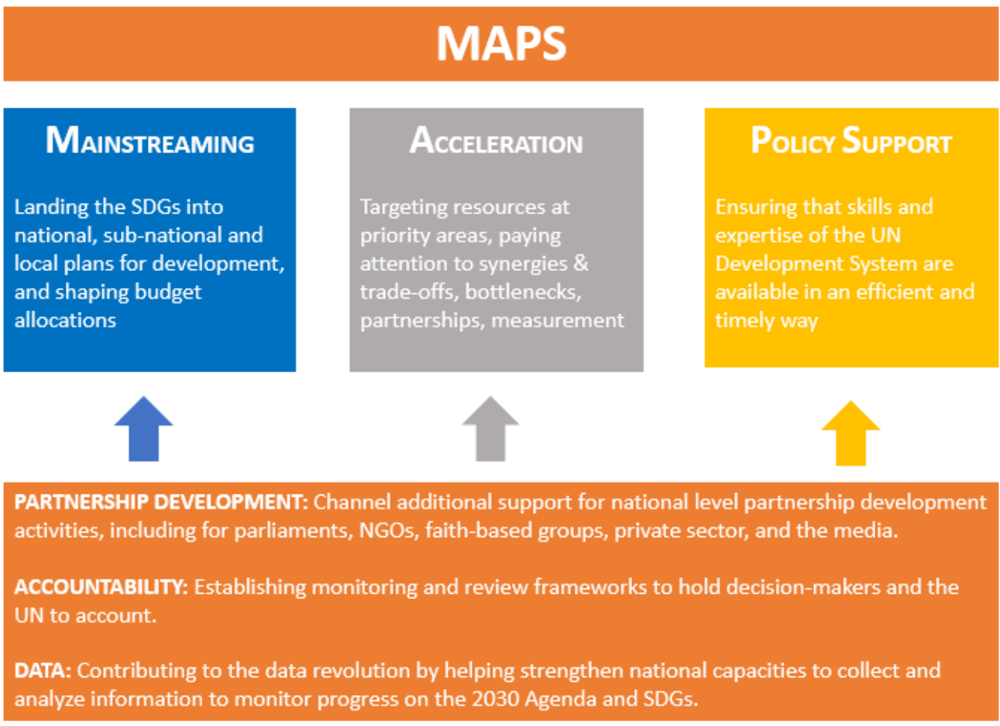 MAPS
MAINSTREAMING
Landing the SDGs into
national, sub-national and
local plans for development,
and shaping budget
allocations
ACCELERATION
Targeting resources at
priority areas, paying
attention to synergies &
trade-offs, bottlenecks,
partnerships, measurement
POLICY SUPPORT
Ensuring that skills and
expertise of the UN
Development System are
available in an efficient and
timely way
PARTNERSHIP DEVELOPMENT: Channel additional support for national level partnership development
activities, including for parliaments, NGOs, faith-based groups, private sector, and the media.
ACCOUNTABILITY: Establishing monitoring and review frameworks to hold decision-makers and the
UN to account.
DATA: Contributing to the data revolution by helping strengthen national capacities to collect and
analyze information to monitor progress on the 2030 Agenda and SDGs.